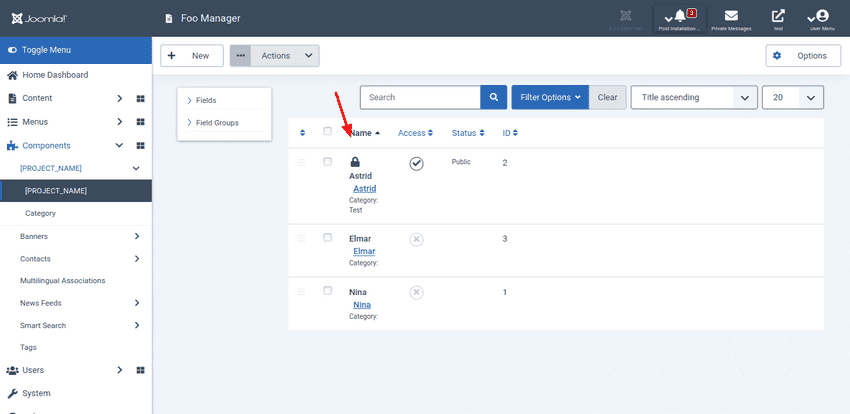 Joomla!
Foo Manager
3
Post Installation ...
Private Messages
test
User Menu
Toggle Menu
New
Actions
Options
Home Dashboard
Content
Menus
Components
[PROJECT_NAME]
[PROJECT_NAME]
Category
Banners
Contacts
Multilingual Associations
News Feeds
Smart Search
Tags
Users
System
Fields
Field Groups
Search
Filter Options
Clear
Title ascending
20
Name
Access
Status
ID
Astrid
Astrid
Category:
Test
Public
2
Elmar
Elmar
Category:
3
Nina
Nina
Category:
1